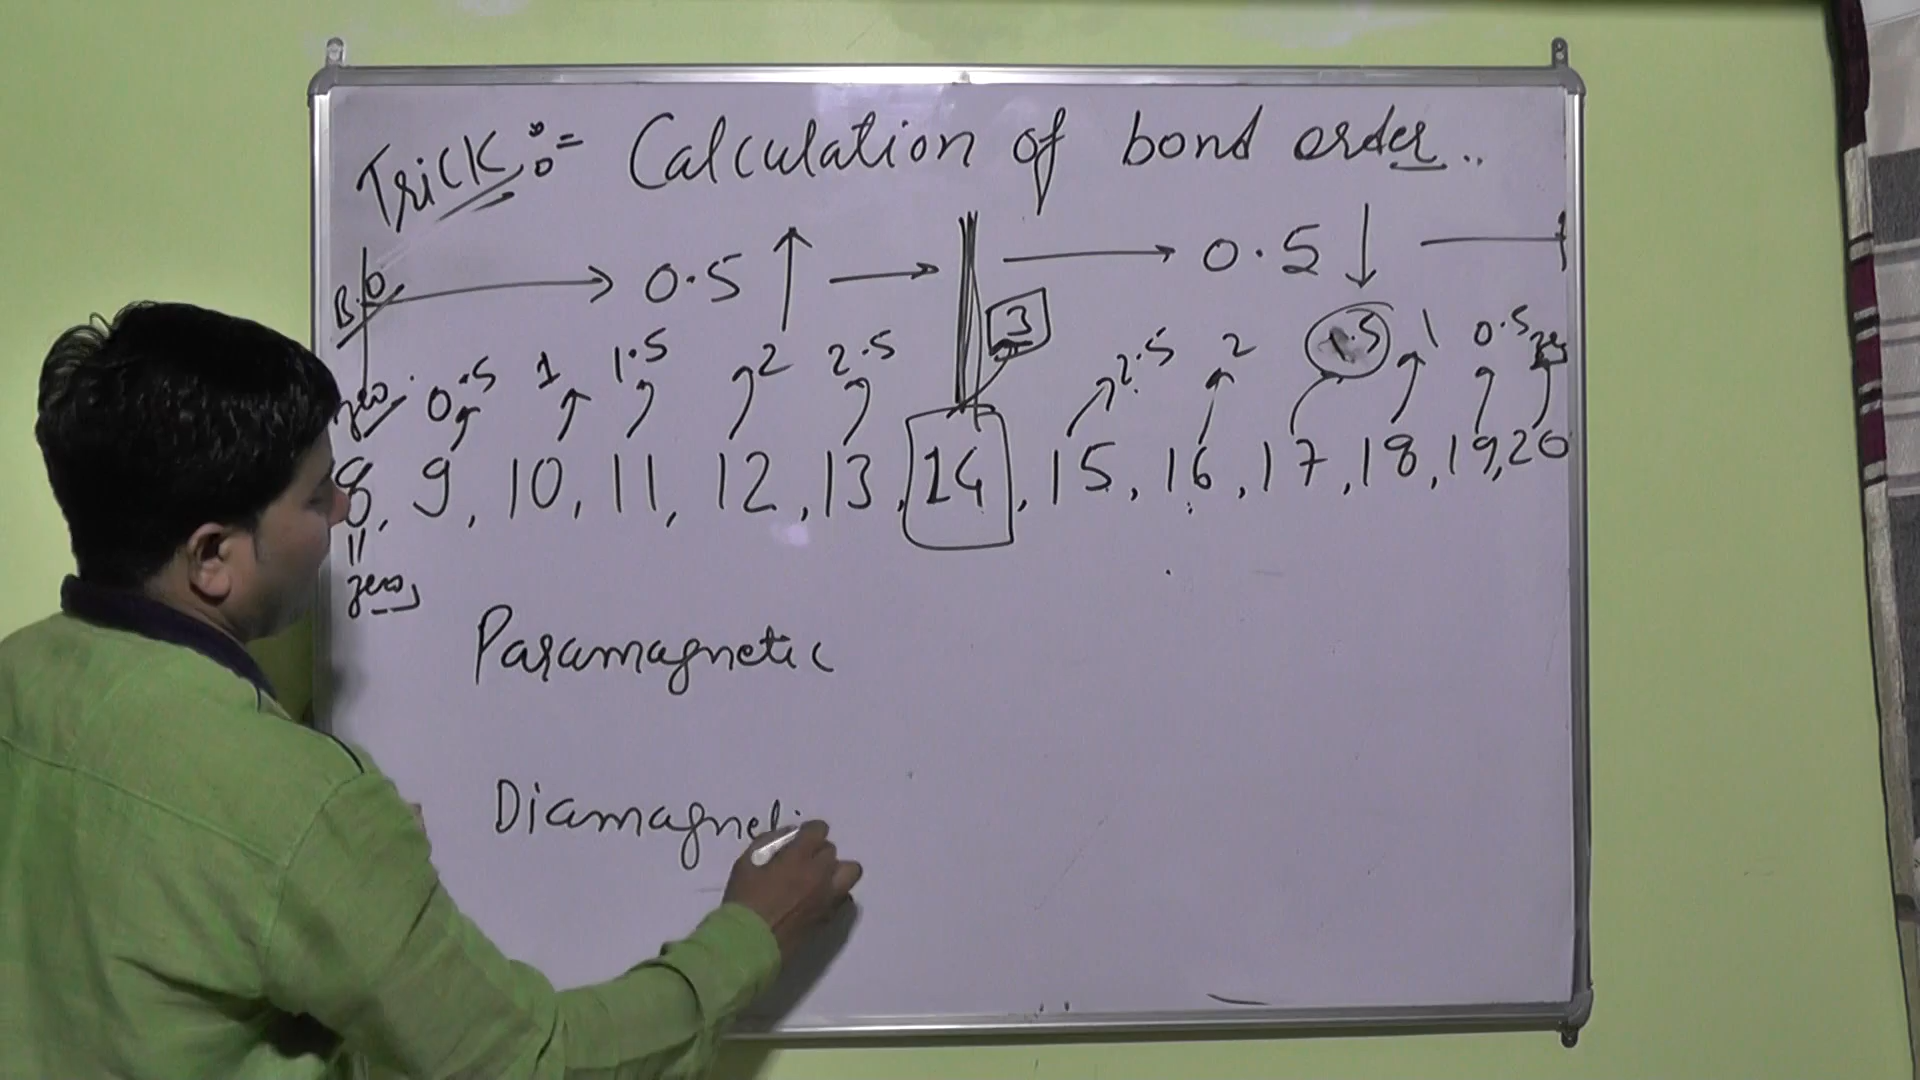 Trick := Calculation of bond order..
B.O → 0.5 ↑ → → 0.5 ↓
zero 0.5 1 1.5 2 2.5 3 2.5 2 1.5 1 0.5 zero
8, 9, 10, 11, 12, 13, 14, 15, 16, 17, 18, 19, 20
||
zero
Paramagnetic
Diamagneti